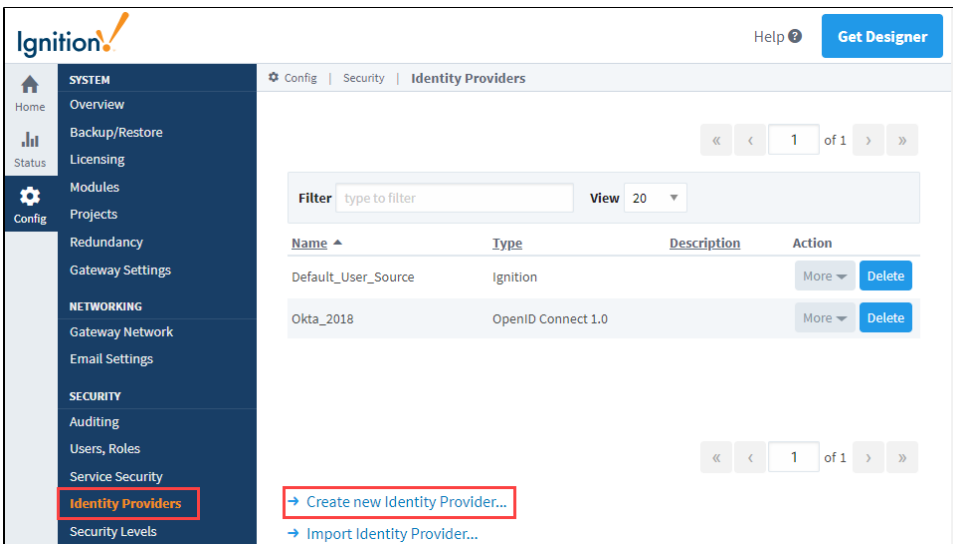 Ignition!
Help ?
Get Designer
Home
Status
Config
SYSTEM
Overview
Backup/Restore
Licensing
Modules
Projects
Redundancy
Gateway Settings
NETWORKING
Gateway Network
Email Settings
SECURITY
Auditing
Users, Roles
Service Security
Identity Providers
Security Levels
Config | Security | Identity Providers
« ‹ 1 of 1 › »
Filter type to filter View 20
Name Type Description Action
Default_User_Source Ignition More Delete
Okta_2018 OpenID Connect 1.0 More Delete
« ‹ 1 of 1 › »
→ Create new Identity Provider...
→ Import Identity Provider...